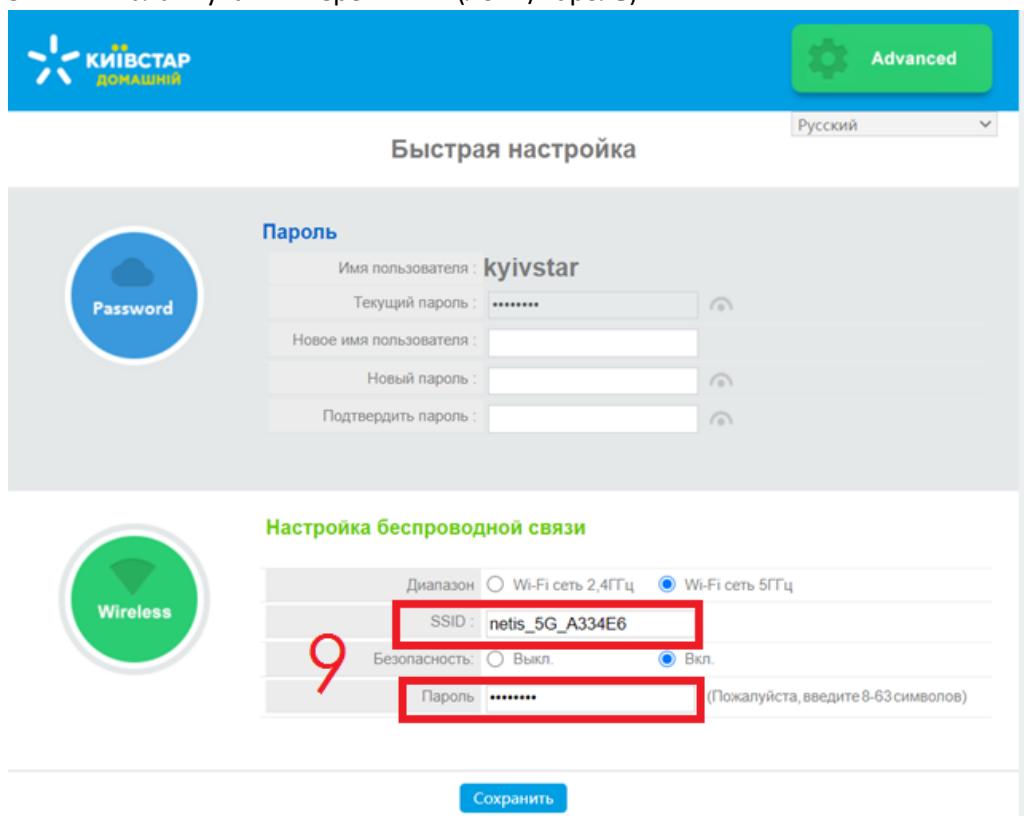 КИЇВСТАР
ДОМАШНІЙ
Advanced
Русский
Быстрая настройка
Password
Пароль
Имя пользователя : kyivstar
Текущий пароль : ••••••••
Новое имя пользователя :
Новый пароль :
Подтвердить пароль :
Wireless
Настройка беспроводной связи
Диапазон Wi-Fi сеть 2,4ГГц Wi-Fi сеть 5ГГц
SSID : netis_5G_A334E6
9
Безопасность: Выкл. Вкл.
Пароль •••••••• (Пожалуйста, введите 8-63 символов)
Сохранить